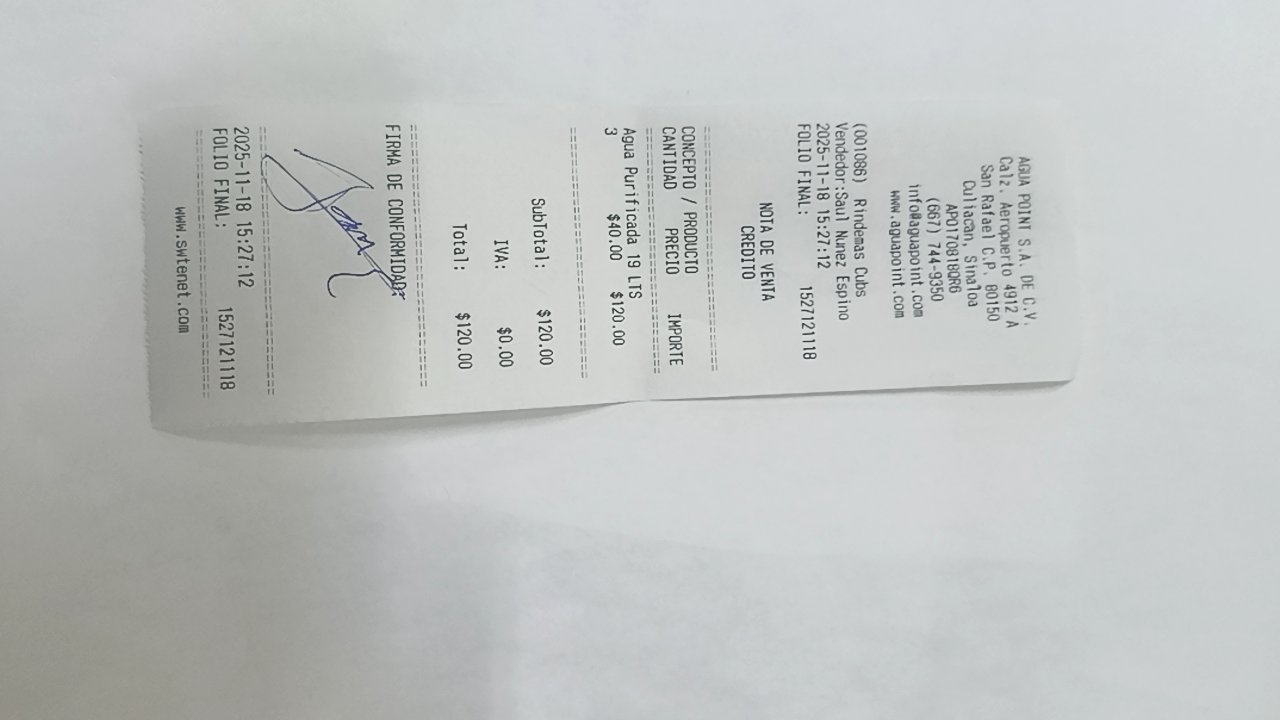 AGUA POINT S.A. DE C.V.
Calz. Aeropuerto 4912 A
San Rafael C.P. 80150
Culiacan, Sinaloa
APO170818QR6
(667) 744-9350
info@aguapoint.com
www.aguapoint.com
(001086) Rindemas Cubs
Vendedor:Saul Nunez Espino
2025-11-18 15:27:12
FOLIO FINAL: 1527121118
NOTA DE VENTA
CREDITO
CONCEPTO / PRODUCTO
CANTIDAD PRECIO IMPORTE
Agua Purificada 19 LTS
3 $40.00 $120.00
SubTotal: $120.00
IVA: $0.00
Total: $120.00
FIRMA DE CONFORMIDAD:
2025-11-18 15:27:12
FOLIO FINAL: 1527121118
www.swtenet.com